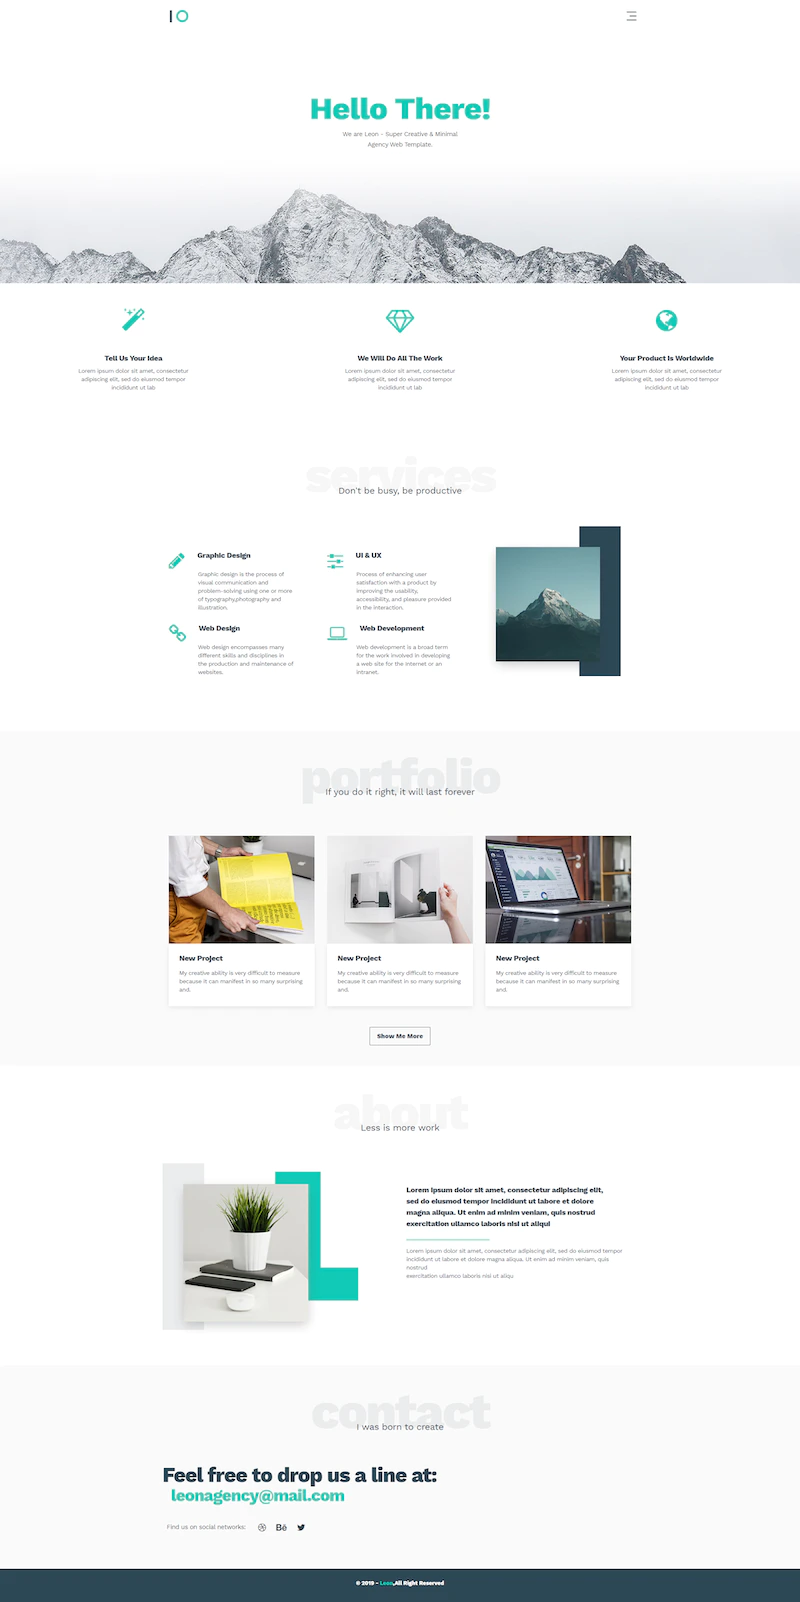 Hello There!
We are Leon - Super Creative & Minimal
Agency Web Template.
Tell Us Your Idea
Lorem ipsum dolor sit amet, consectetur
adipiscing elit, sed do eiusmod tempor
incididunt ut lab
We Will Do All The Work
Lorem ipsum dolor sit amet, consectetur
adipiscing elit, sed do eiusmod tempor
incididunt ut lab
Your Product Is Worldwide
Lorem ipsum dolor sit amet, consectetur
adipiscing elit, sed do eiusmod tempor
incididunt ut lab
services
Don't be busy, be productive
Graphic Design
Graphic design is the process of
visual communication and
problem-solving using one or more
of typography,photography and
illustration.
UI & UX
Process of enhancing user
satisfaction with a product by
improving the usability,
accessibility, and pleasure provided
in the interaction.
Web Design
Web design encompasses many
different skills and disciplines in
the production and maintenance of
websites.
Web Development
Web development is a broad term
for the work involved in developing
a web site for the Internet or an
intranet.
portfolio
If you do it right, it will last forever
New Project
My creative ability is very difficult to measure
because it can manifest in so many surprising
and.
New Project
My creative ability is very difficult to measure
because it can manifest in so many surprising
and.
New Project
My creative ability is very difficult to measure
because it can manifest in so many surprising
and.
Show Me More
about
Less is more work
Lorem ipsum dolor sit amet, consectetur adipiscing elit,
sed do eiusmod tempor incididunt ut labore et dolore
magna aliqua. Ut enim ad minim veniam, quis nostrud
exercitation ullamco laboris nisi ut aliqui
Lorem ipsum dolor sit amet, consectetur adipiscing elit, sed do eiusmod tempor
incididunt ut labore et dolore magna aliqua. Ut enim ad minim veniam, quis
nostrud
exercitation ullamco laboris nisi ut aliqu
contact
I was born to create
Feel free to drop us a line at:
leonagency@mail.com
Find us on social networks:
Bē
© 2019 - Leon,All Right Reserved